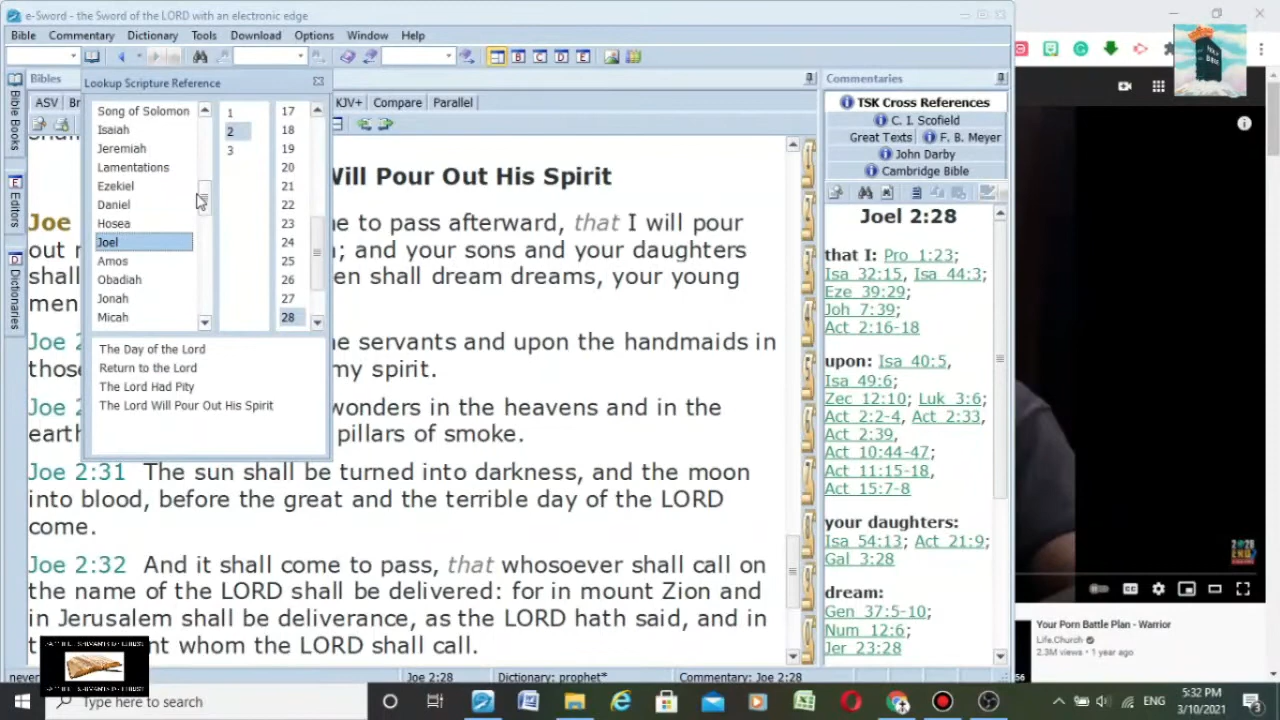 e-Sword - the Sword of the LORD with an electronic edge
Bible Commentary Dictionary Tools Download Options Window Help
B C D E
Lookup Scripture Reference
Bibles
Commentaries
ASV
KJV+ Compare Parallel
Bible Books
Editors
Dictionaries
Song of Solomon
Isaiah
Jeremiah
Lamentations
Ezekiel
Daniel
Hosea
Joel
Amos
Obadiah
Jonah
Micah
1
2
3
17
18
19
20
21
22
23
24
25
26
27
28
The Day of the Lord
Return to the Lord
The Lord Had Pity
The Lord Will Pour Out His Spirit
Will Pour Out His Spirit
Joe
me to pass afterward, that I will pour
out
; and your sons and your daughters
shall
en shall dream dreams, your young
men
Joe 2
he servants and upon the handmaids in
those
my spirit.
Joe 2
wonders in the heavens and in the
earth
pillars of smoke.
Joe 2:31 The sun shall be turned into darkness, and the moon
into blood, before the great and the terrible day of the LORD
come.
Joe 2:32 And it shall come to pass, that whosoever shall call on
the name of the LORD shall be delivered: for in mount Zion and
in Jerusalem shall be deliverance, as the LORD hath said, and in
whom the LORD shall call.
TSK Cross References
C. I. Scofield
Great Texts F. B. Meyer
John Darby
Cambridge Bible
Joel 2:28
that I: Pro 1:23;
Isa 32:15, Isa 44:3;
Eze 39:29;
Joh 7:39;
Act 2:16-18
upon: Isa 40:5,
Isa 49:6;
Zec 12:10; Luk 3:6;
Act 2:2-4, Act 2:33,
Act 2:39,
Act 10:44-47;
Act 11:15-18,
Act 15:7-8
your daughters:
Isa 54:13; Act 21:9;
Gal 3:28
dream:
Gen 37:5-10;
Num 12:6;
Jer 23:28
HOLY
BIBLE
Your Porn Battle Plan - Warrior
Life.Church
2.3M views • 1 year ago
56
Joe 2:28
Dictionary: prophet*
Commentary: Joe 2:28
Type here to search
ENG
5:32 PM
3/10/2021
3